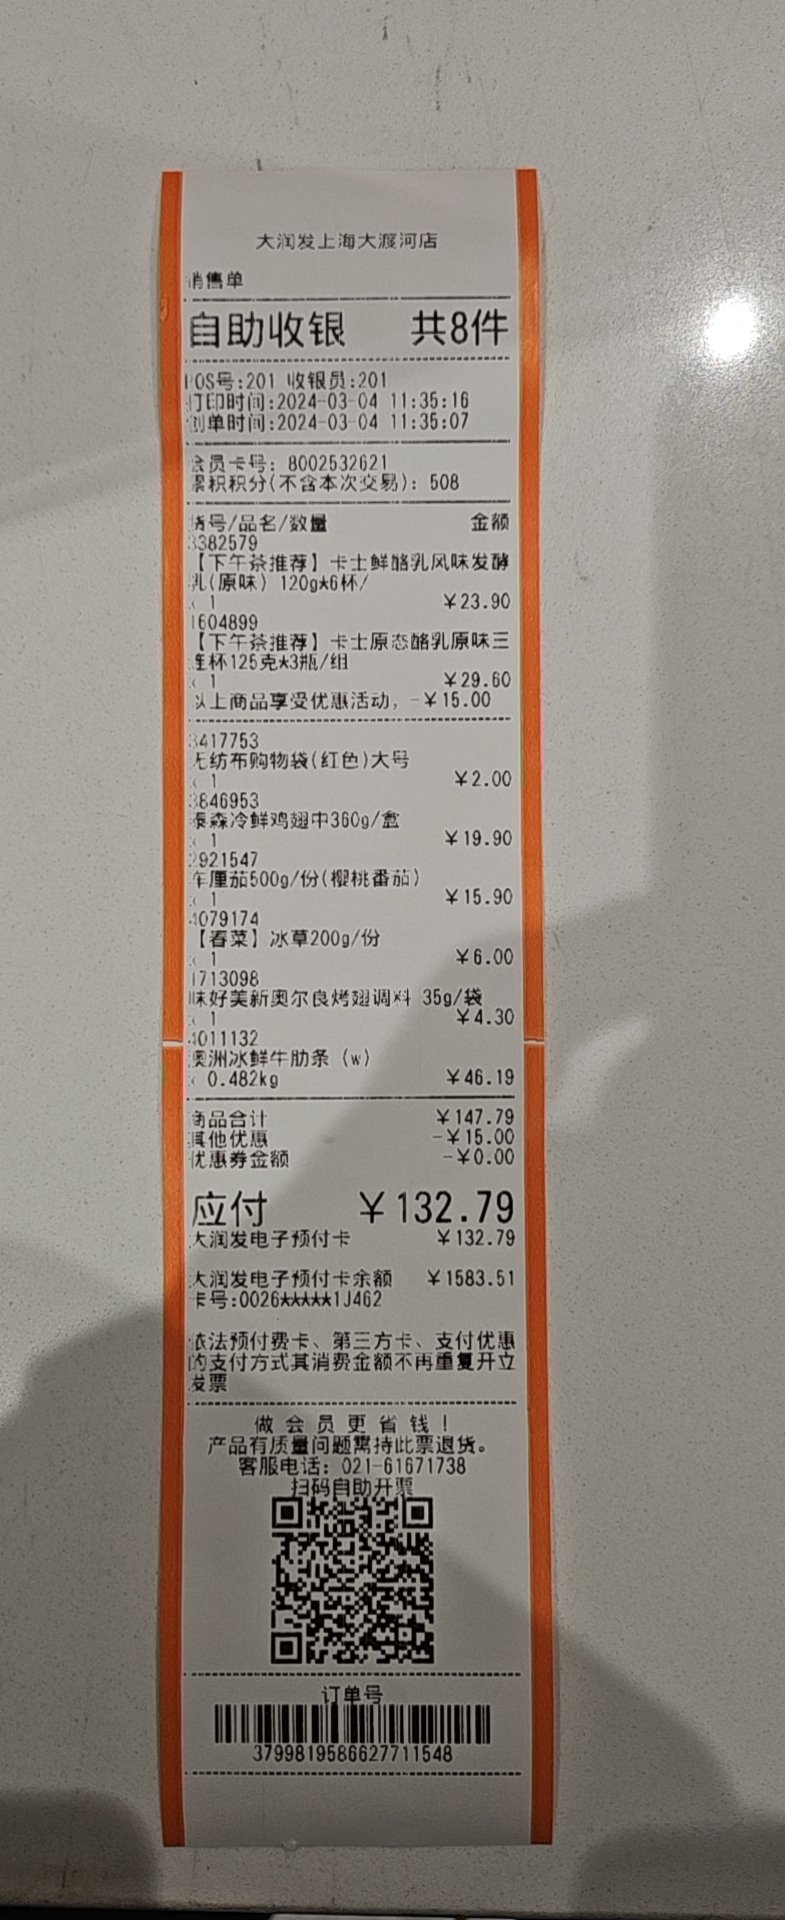 大润发上海大渡河店
销售单
自助收银 共8件
POS号:201 收银员:201
打印时间:2024-03-04 11:35:16
创单时间:2024-03-04 11:35:07
会员卡号: 8002532621
累积积分(不含本次交易): 508
货号/品名/数量 金额
3382579
【下午茶推荐】卡士鲜酪乳风味发酵
乳(原味) 120g*6杯/
x 1 ￥23.90
1604899
【下午茶推荐】卡士原态酪乳原味三
连杯125克*3瓶/组
x 1 ￥29.60
以上商品享受优惠活动, -￥15.00
3417753
无纺布购物袋(红色)大号
x 1 ￥2.00
3846953
泰森冷鲜鸡翅中360g/盒
x 1 ￥19.90
2921547
车厘茄500g/份(樱桃番茄)
x 1 ￥15.90
4079174
【春菜】冰草200g/份
x 1 ￥6.00
1713098
味好美新奥尔良烤翅调料 35g/袋
x 1 ￥4.30
4011132
澳洲冰鲜牛肋条 (w)
x 0.482kg ￥46.19
商品合计 ￥147.79
其他优惠 -￥15.00
优惠券金额 -￥0.00
应付 ￥132.79
大润发电子预付卡 ￥132.79
大润发电子预付卡余额 ￥1583.51
卡号:0026*****1J462
依法预付费卡、第三方卡、支付优惠
的支付方式其消费金额不再重复开立
发票
做会员更省钱!
产品有质量问题需持此票退货。
客服电话: 021-61671738
扫码自助开票
订单号
3799819586627711548